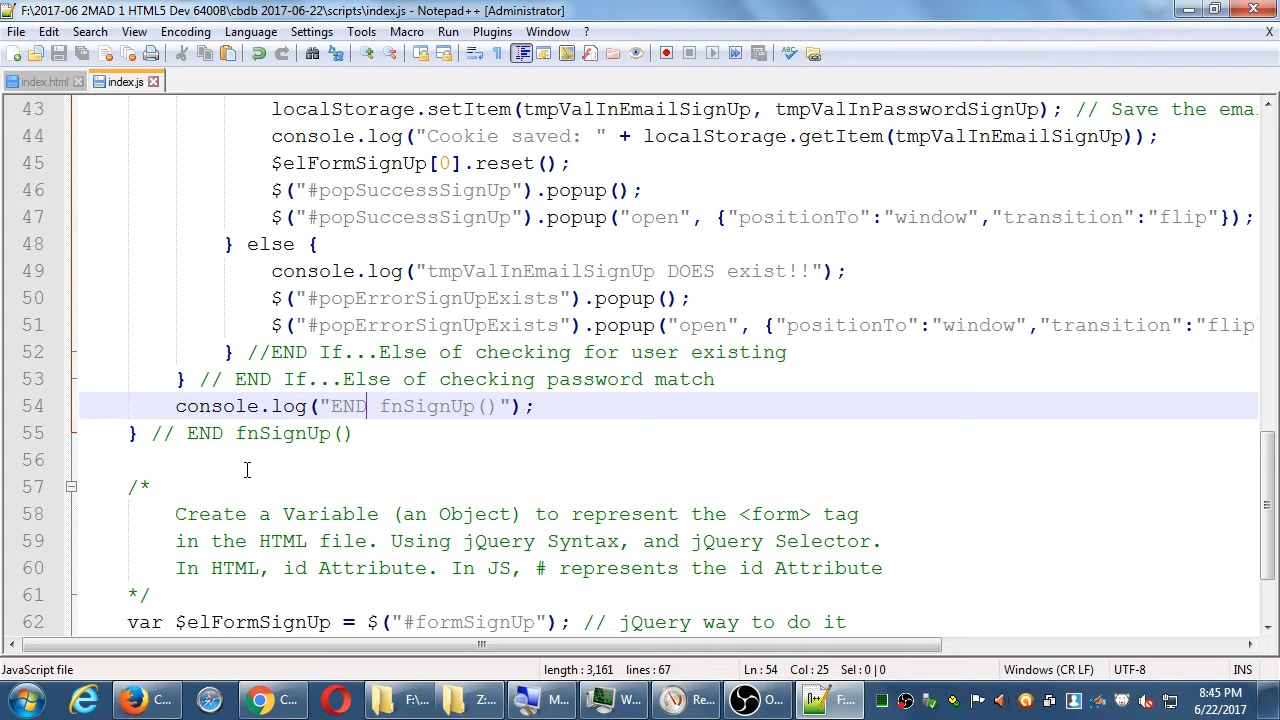 F:\2017-06 2MAD 1 HTML5 Dev 6400B\cbdb 2017-06-22\scripts\index.js - Notepad++ [Administrator]
File Edit Search View Encoding Language Settings Tools Macro Run Plugins Window ? X
index.html index.js
43 localStorage.setItem(tmpValInEmailSignUp, tmpValInPasswordSignUp); // Save the emai
44 console.log("Cookie saved: " + localStorage.getItem(tmpValInEmailSignUp));
45 $elFormSignUp[0].reset();
46 $("#popSuccessSignUp").popup();
47 $("#popSuccessSignUp").popup("open", {"positionTo":"window","transition":"flip"});
48 } else {
49 console.log("tmpValInEmailSignUp DOES exist!!");
50 $("#popErrorSignUpExists").popup();
51 $("#popErrorSignUpExists").popup("open", {"positionTo":"window","transition":"flip
52 } //END If...Else of checking for user existing
53 } // END If...Else of checking password match
54 console.log("END fnSignUp()");
55 } // END fnSignUp()
56
57 /*
58 Create a Variable (an Object) to represent the <form> tag
59 in the HTML file. Using jQuery Syntax, and jQuery Selector.
60 In HTML, id Attribute. In JS, # represents the id Attribute
61 */
62 var $elFormSignUp = $("#formSignUp"); // jQuery way to do it
JavaScript file length : 3,161 lines : 67 Ln : 54 Col : 25 Sel : 0 | 0 Windows (CR LF) UTF-8 INS
C... C... F:\... Z:... M... W... Re... O... F:... 8:45 PM
6/22/2017